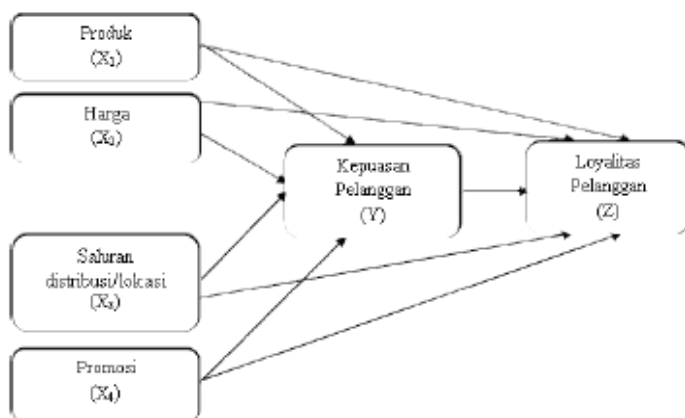 Produk
(X₁)
Harga
(X₂)
Kepuasan
Pelanggan
(Y)
Loyalitas
Pelanggan
(Z)
Saluran
distribusi/lokasi
(X₃)
Promosi
(X₄)